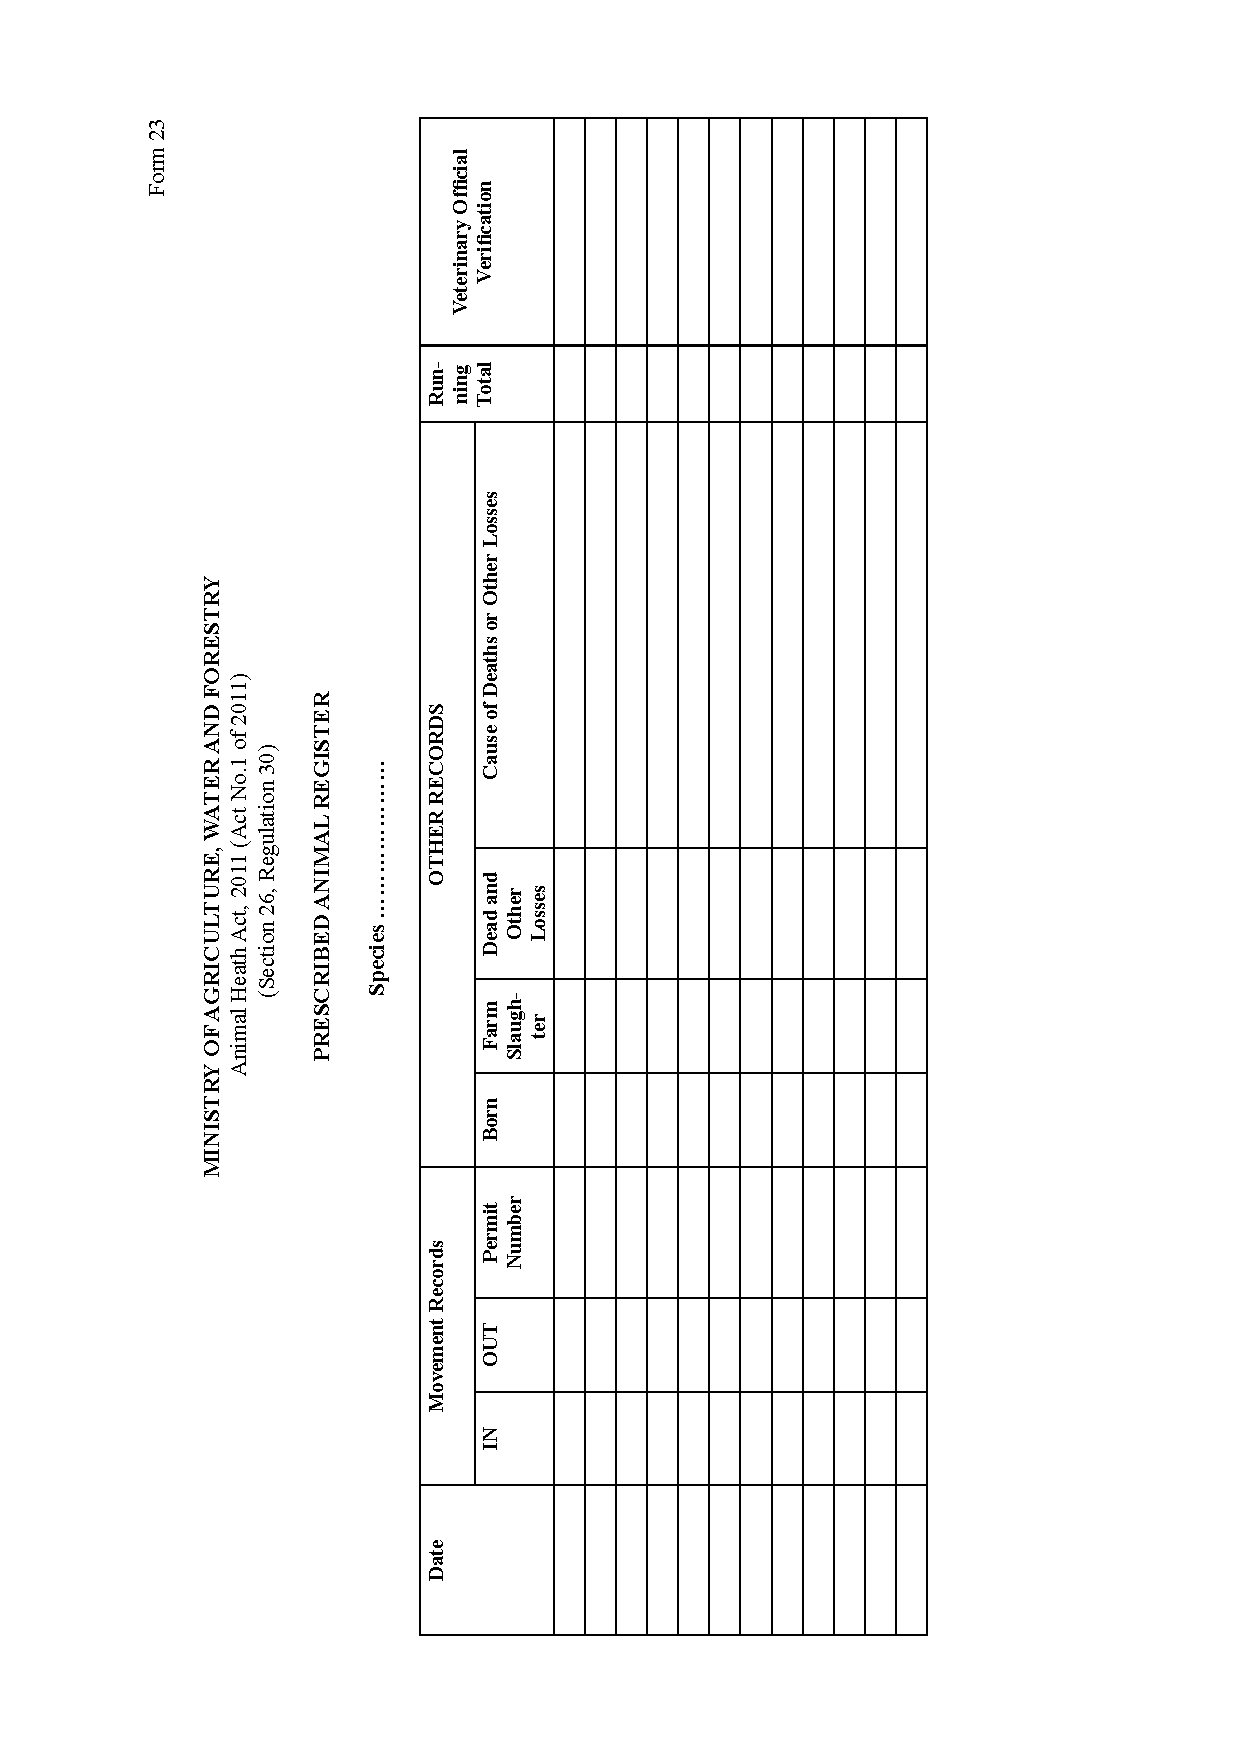 Form 23
MINISTRY OF AGRICULTURE, WATER AND FORESTRY
Animal Heath Act, 2011 (Act No.1 of 2011)
(Section 26, Regulation 30)
PRESCRIBED ANIMAL REGISTER
Species ………………….
Date
Movement Records
OTHER RECORDS
Run-
ning
Total
Veterinary Official
Verification
IN
OUT
Permit
Number
Born
Farm
Slaugh-
ter
Dead and
Other
Losses
Cause of Deaths or Other Losses